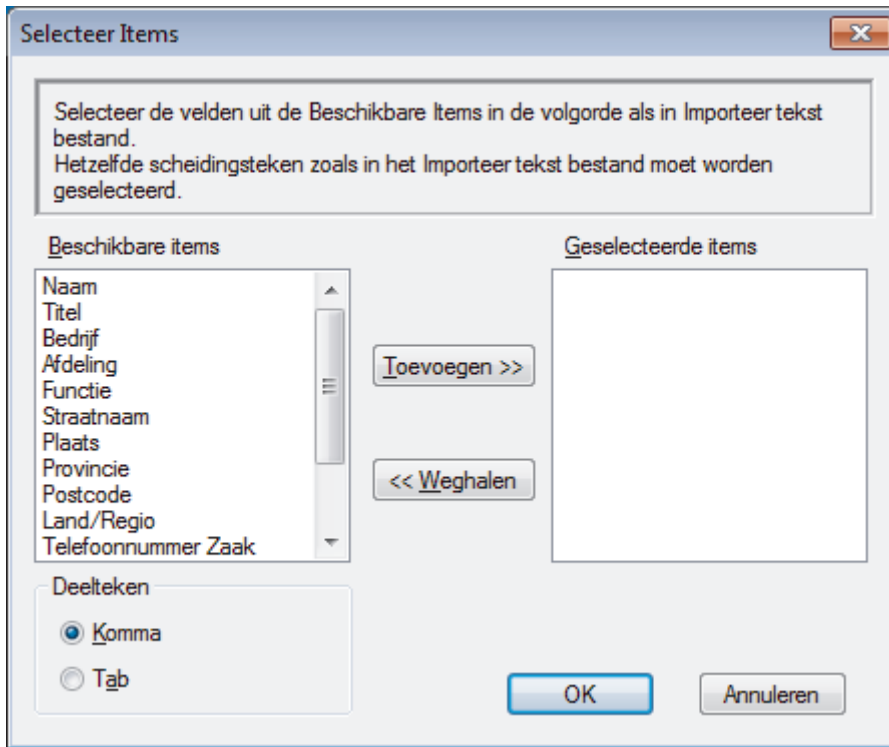 Selecteer Items
Selecteer de velden uit de Beschikbare Items in de volgorde als in Importeer tekst
bestand.
Hetzelfde scheidingsteken zoals in het Importeer tekst bestand moet worden
geselecteerd.
Beschikbare items
Naam
Titel
Bedrijf
Afdeling
Functie
Straatnaam
Plaats
Provincie
Postcode
Land/Regio
Telefoonnummer Zaak
Toevoegen >>
<< Weghalen
Geselecteerde items
Deelteken
Komma
Tab
OK
Annuleren